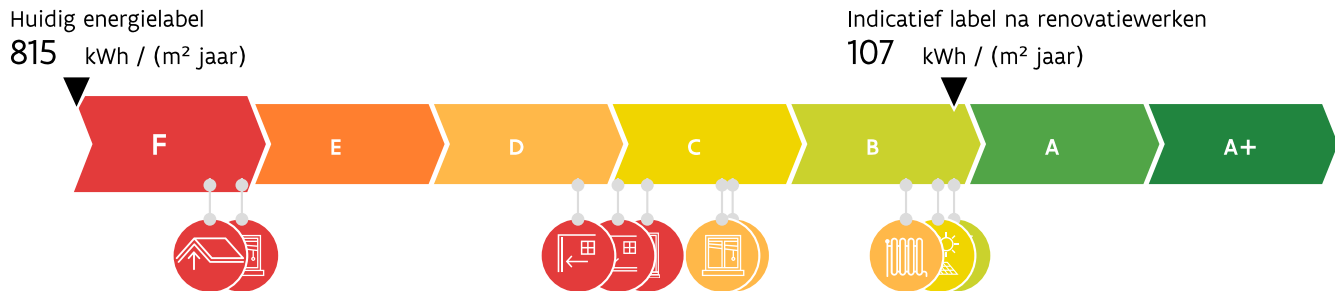 Huidig energielabel
815 kWh / (m² jaar)
Indicatief label na renovatiewerken
107 kWh / (m² jaar)
F E D C B A A+